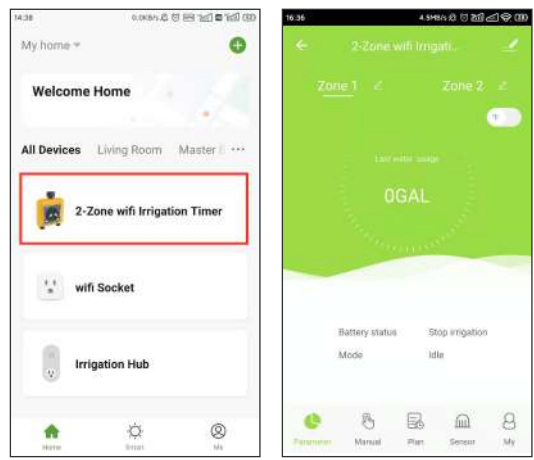 14:38
0.0KB/s
My home
Welcome Home
All Devices Living Room Master
2-Zone wifi Irrigation Timer
wifi Socket
Irrigation Hub
Home Smart Me
16:36 4.5MB/s
2-Zone wifi Irrigati...
Zone 1 Zone 2
Last water usage
0GAL
Battery status Stop irrigation
Mode Idle
Parameter Manual Plan Sensor My